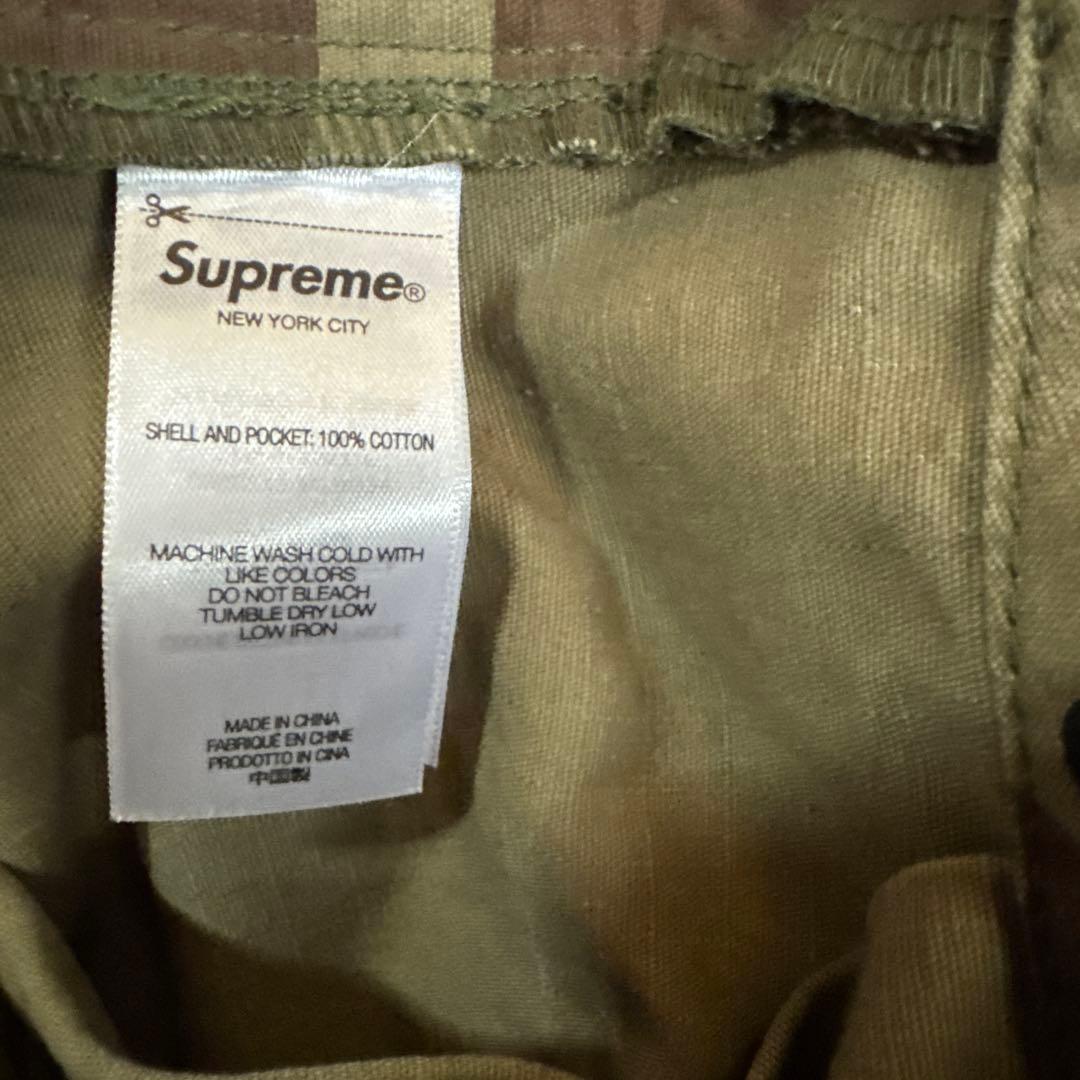 Supreme®
NEW YORK CITY
SHELL AND POCKET: 100% COTTON
MACHINE WASH COLD WITH
LIKE COLORS
DO NOT BLEACH
TUMBLE DRY LOW
LOW IRON
MADE IN CHINA
FABRIQUÉ EN CHINE
PRODOTTO IN CINA
中国製